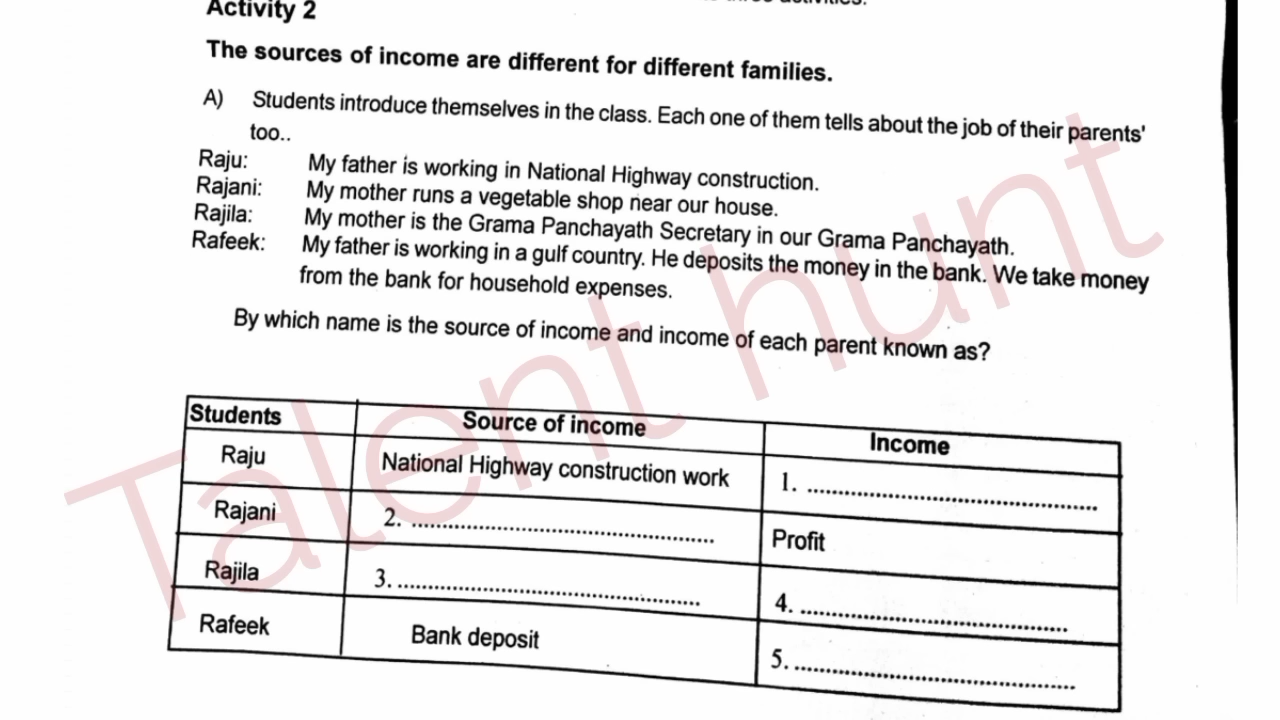 activities.
Activity 2
The sources of income are different for different families.
A) Students introduce themselves in the class. Each one of them tells about the job of their parents'
too..
Raju: My father is working in National Highway construction.
Rajani: My mother runs a vegetable shop near our house.
Rajila: My mother is the Grama Panchayath Secretary in our Grama Panchayath.
Rafeek: My father is working in a gulf country. He deposits the money in the bank. We take money
from the bank for household expenses.
By which name is the source of income and income of each parent known as?
Students Source of income Income
Raju National Highway construction work 1. ..........................................
Rajani 2. .......................................... Profit
Rajila 3. .......................................... 4. ..........................................
Rafeek Bank deposit 5. ..........................................
Talent hunt